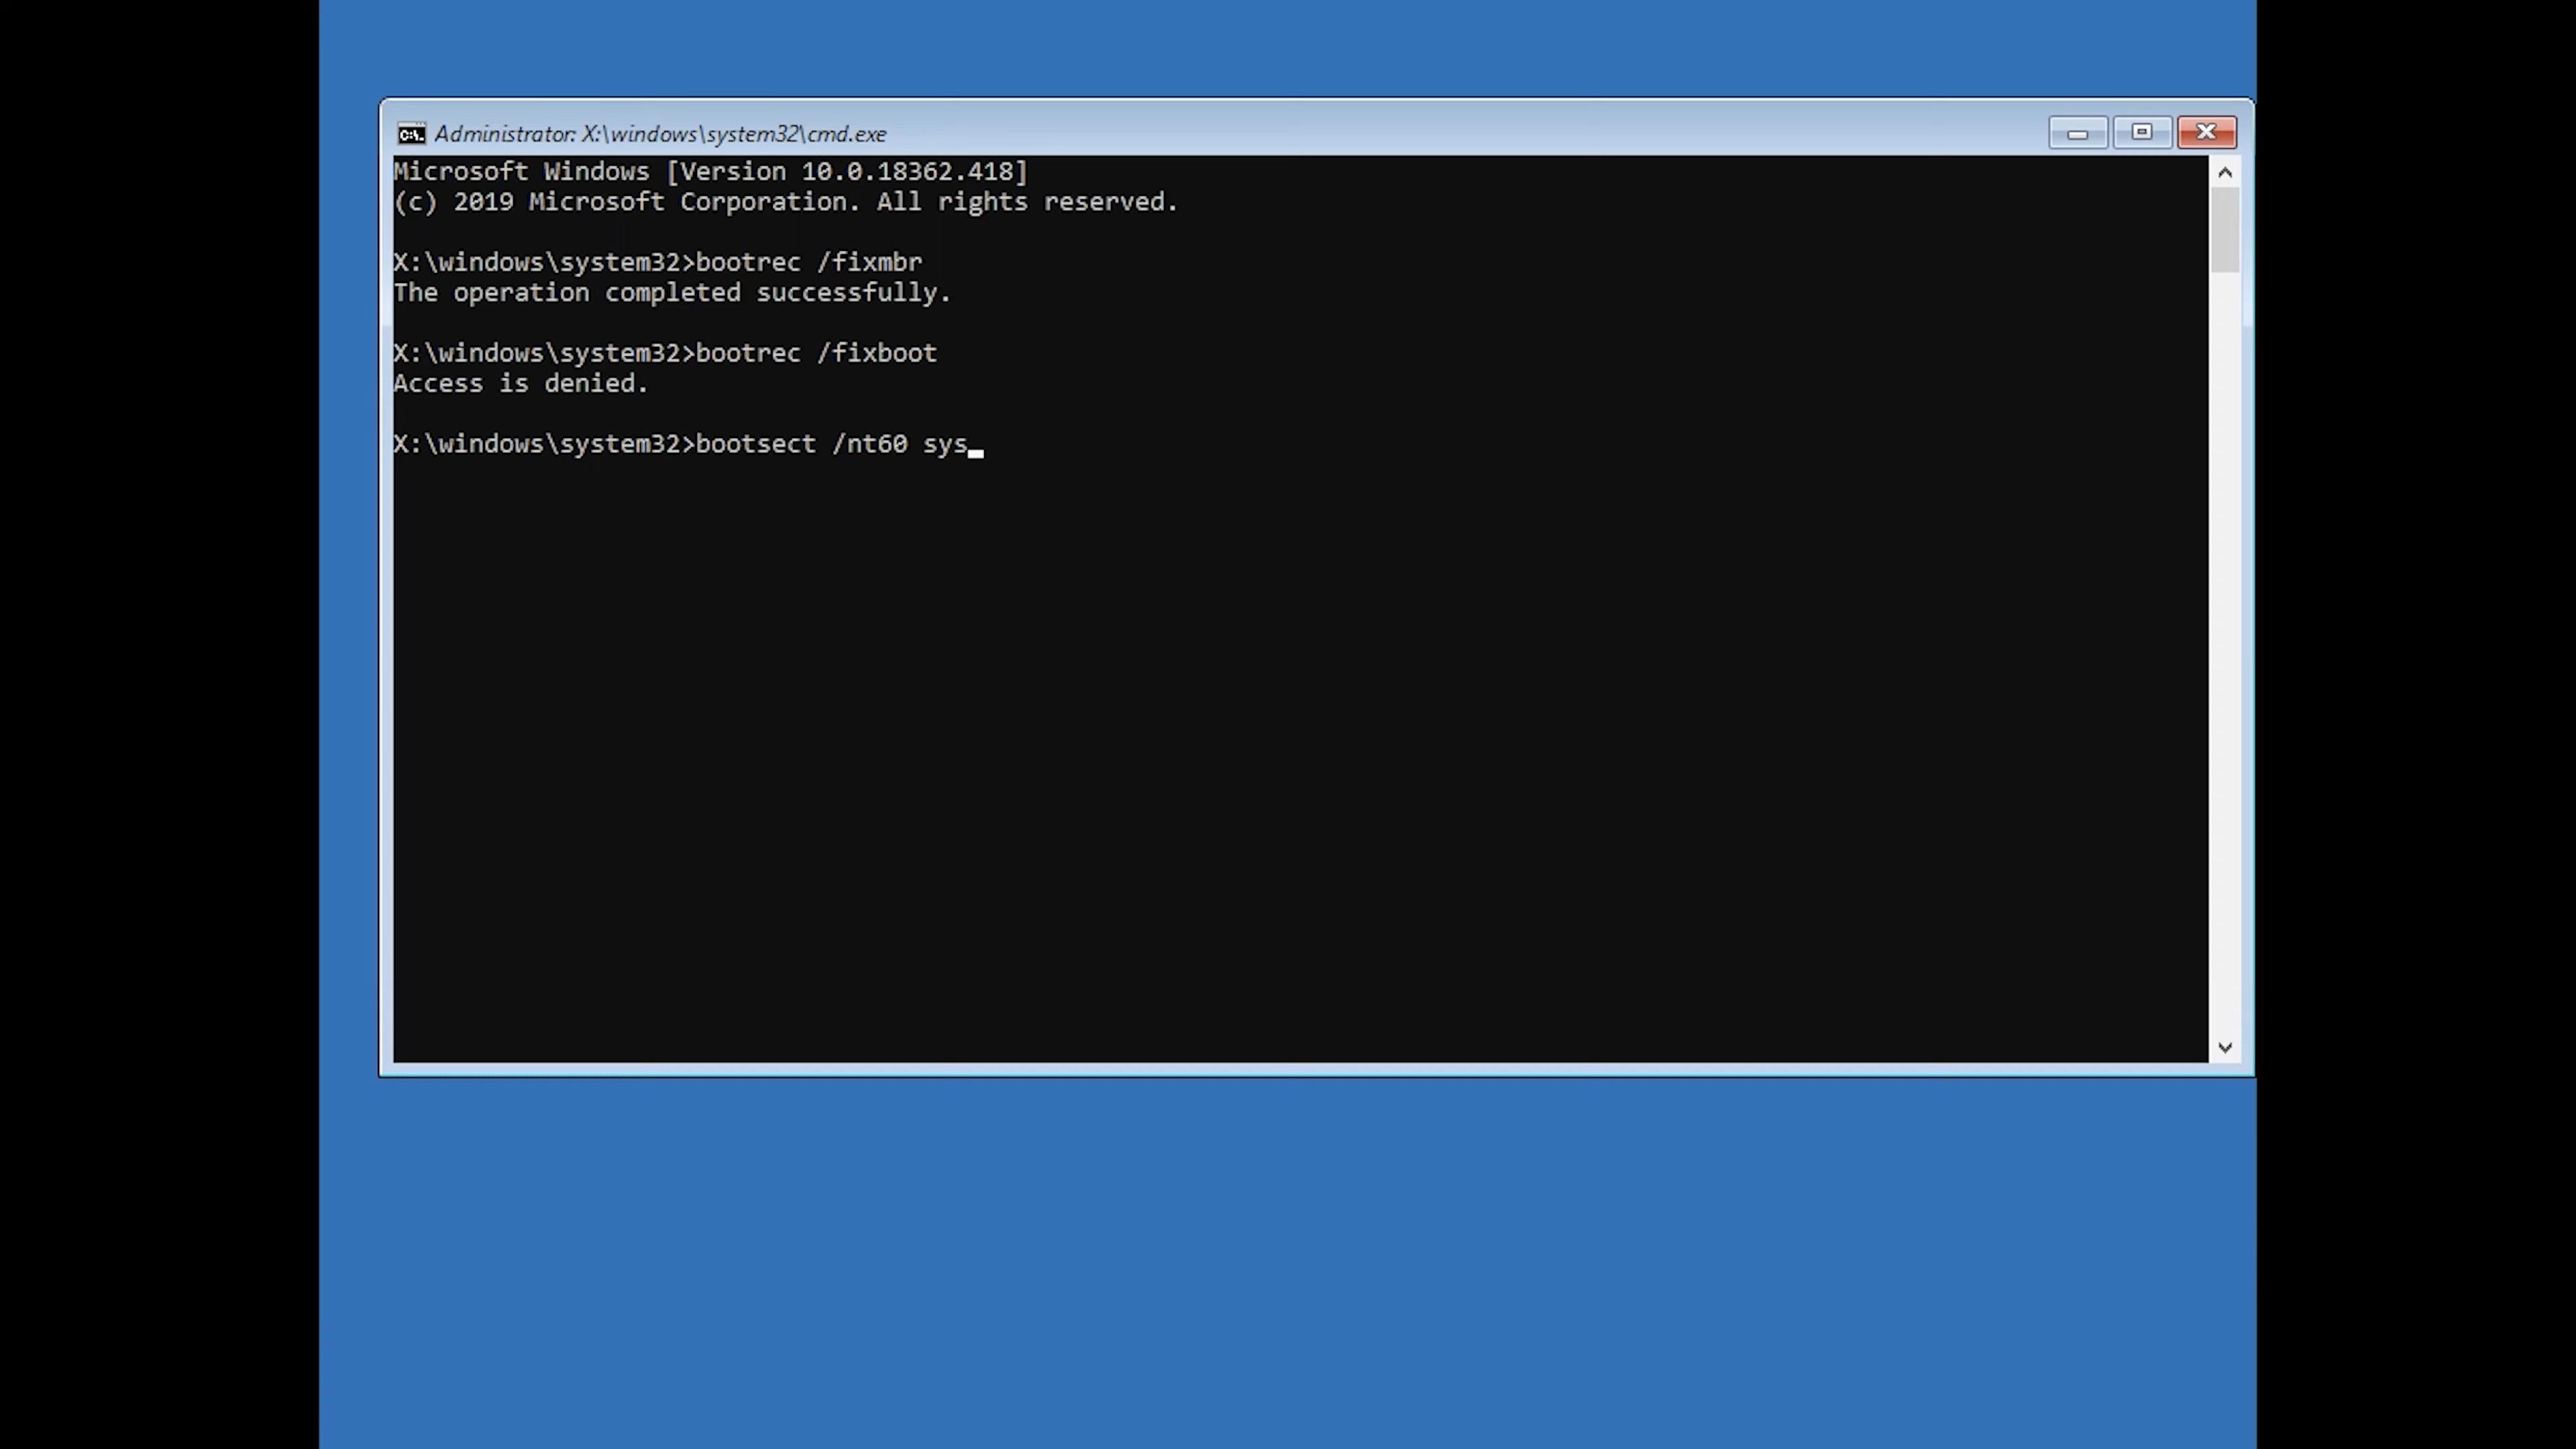 Administrator: X:\windows\system32\cmd.exe
Microsoft Windows [Version 10.0.18362.418]
(c) 2019 Microsoft Corporation. All rights reserved.
X:\windows\system32>bootrec /fixmbr
The operation completed successfully.
X:\windows\system32>bootrec /fixboot
Access is denied.
X:\windows\system32>bootsect /nt60 sys